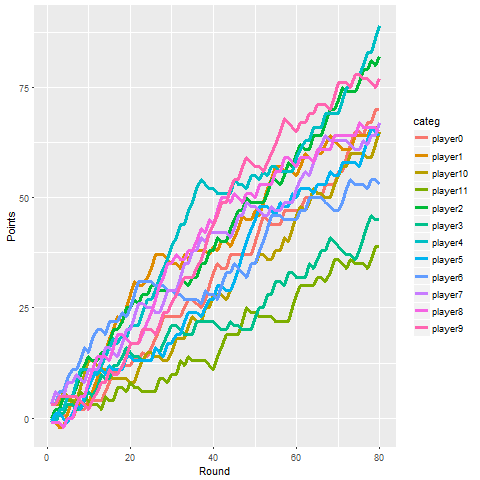 75
50
25
0
Points
0
20
40
60
80
Round
categ
player0
player1
player10
player11
player2
player3
player4
player5
player6
player7
player8
player9